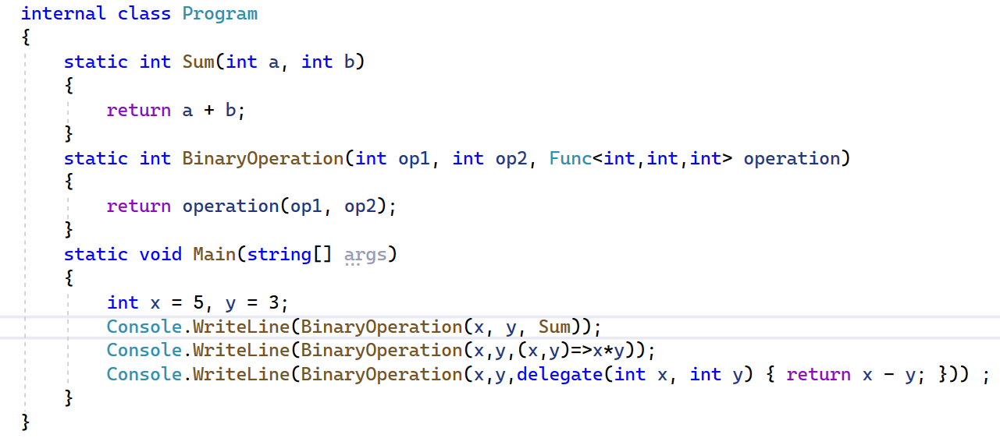 internal class Program
{
    static int Sum(int a, int b)
    {
        return a + b;
    }
    static int BinaryOperation(int op1, int op2, Func<int,int,int> operation)
    {
        return operation(op1, op2);
    }
    static void Main(string[] args)
    {
        int x = 5, y = 3;
        Console.WriteLine(BinaryOperation(x, y, Sum));
        Console.WriteLine(BinaryOperation(x,y,(x,y)=>x*y));
        Console.WriteLine(BinaryOperation(x,y,delegate(int x, int y) { return x - y; })) ;
    }
}